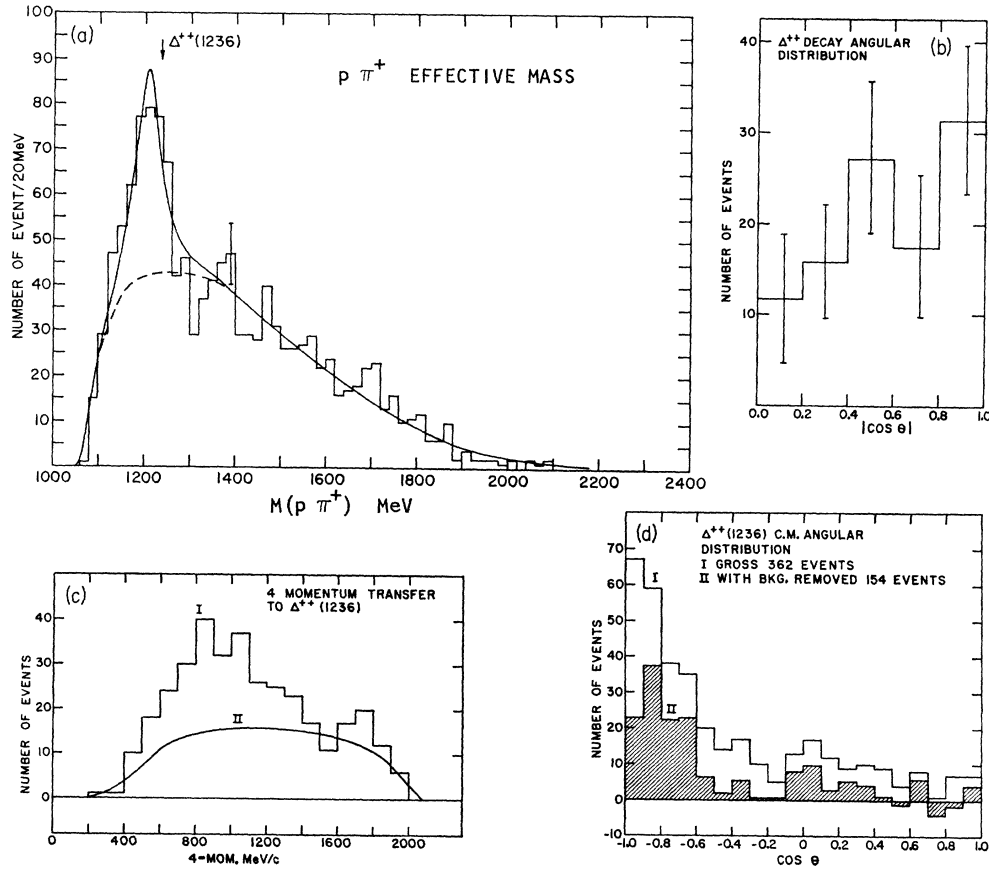 (a)
Δ++(1236)
p π+ EFFECTIVE MASS
NUMBER OF EVENT/20MeV
100
90
80
70
60
50
40
30
20
10
1000 1200 1400 1600 1800 2000 2200 2400
M(p π+) MeV
(b)
Δ++ DECAY ANGULAR
DISTRIBUTION
NUMBER OF EVENTS
40
30
20
10
0.0 0.2 0.4 0.6 0.8 1.0
|COS θ|
(c)
4 MOMENTUM TRANSFER
TO Δ++(1236)
I
II
NUMBER OF EVENTS
40
30
20
10
0
0 400 800 1200 1600 2000
4-MOM, MeV/c
(d)
Δ++(1236) C.M. ANGULAR
DISTRIBUTION
I GROSS 362 EVENTS
II WITH BKG. REMOVED 154 EVENTS
I
II
NUMBER OF EVENTS
70
60
50
40
30
20
10
0
-10
-1.0 -0.8 -0.6 -0.4 -0.2 0 0.2 0.4 0.6 0.8 1.0
COS θ